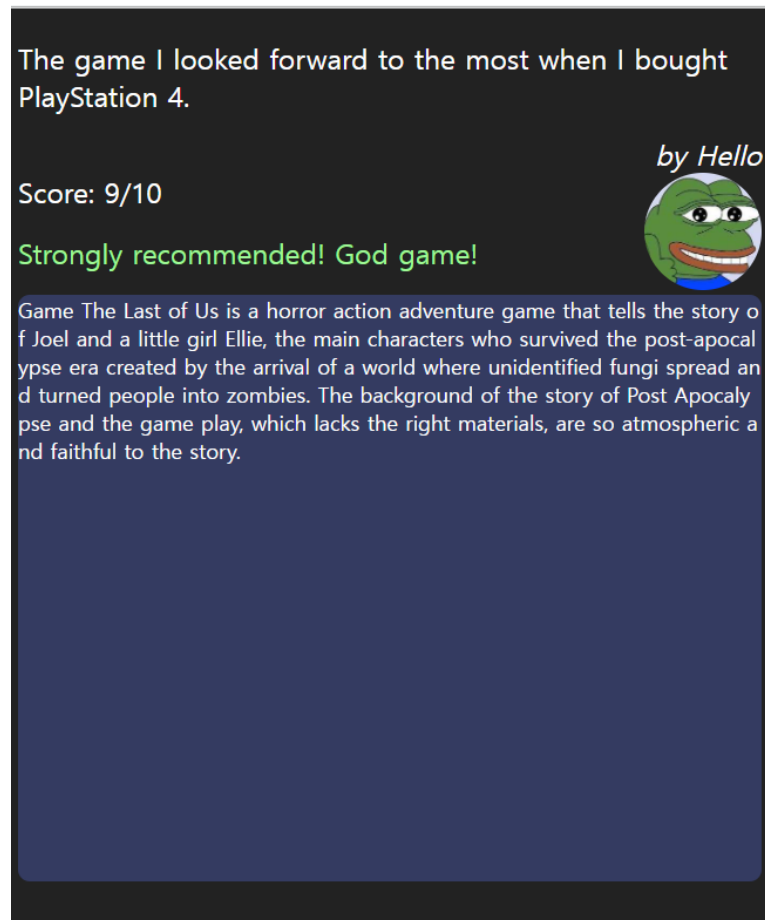 The game I looked forward to the most when I bought
PlayStation 4.
by Hello
Score: 9/10
Strongly recommended! God game!
Game The Last of Us is a horror action adventure game that tells the story o
f Joel and a little girl Ellie, the main characters who survived the post-apocal
ypse era created by the arrival of a world where unidentified fungi spread an
d turned people into zombies. The background of the story of Post Apocaly
pse and the game play, which lacks the right materials, are so atmospheric a
nd faithful to the story.